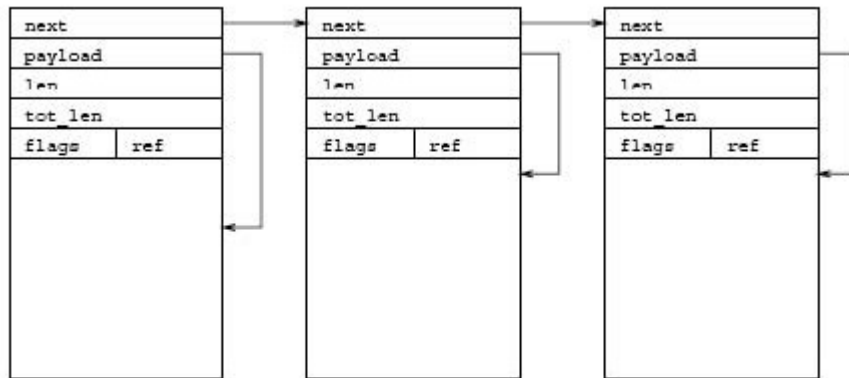 next
payload
len
tot_len
flags ref
next
payload
len
tot_len
flags ref
next
payload
len
tot_len
flags ref